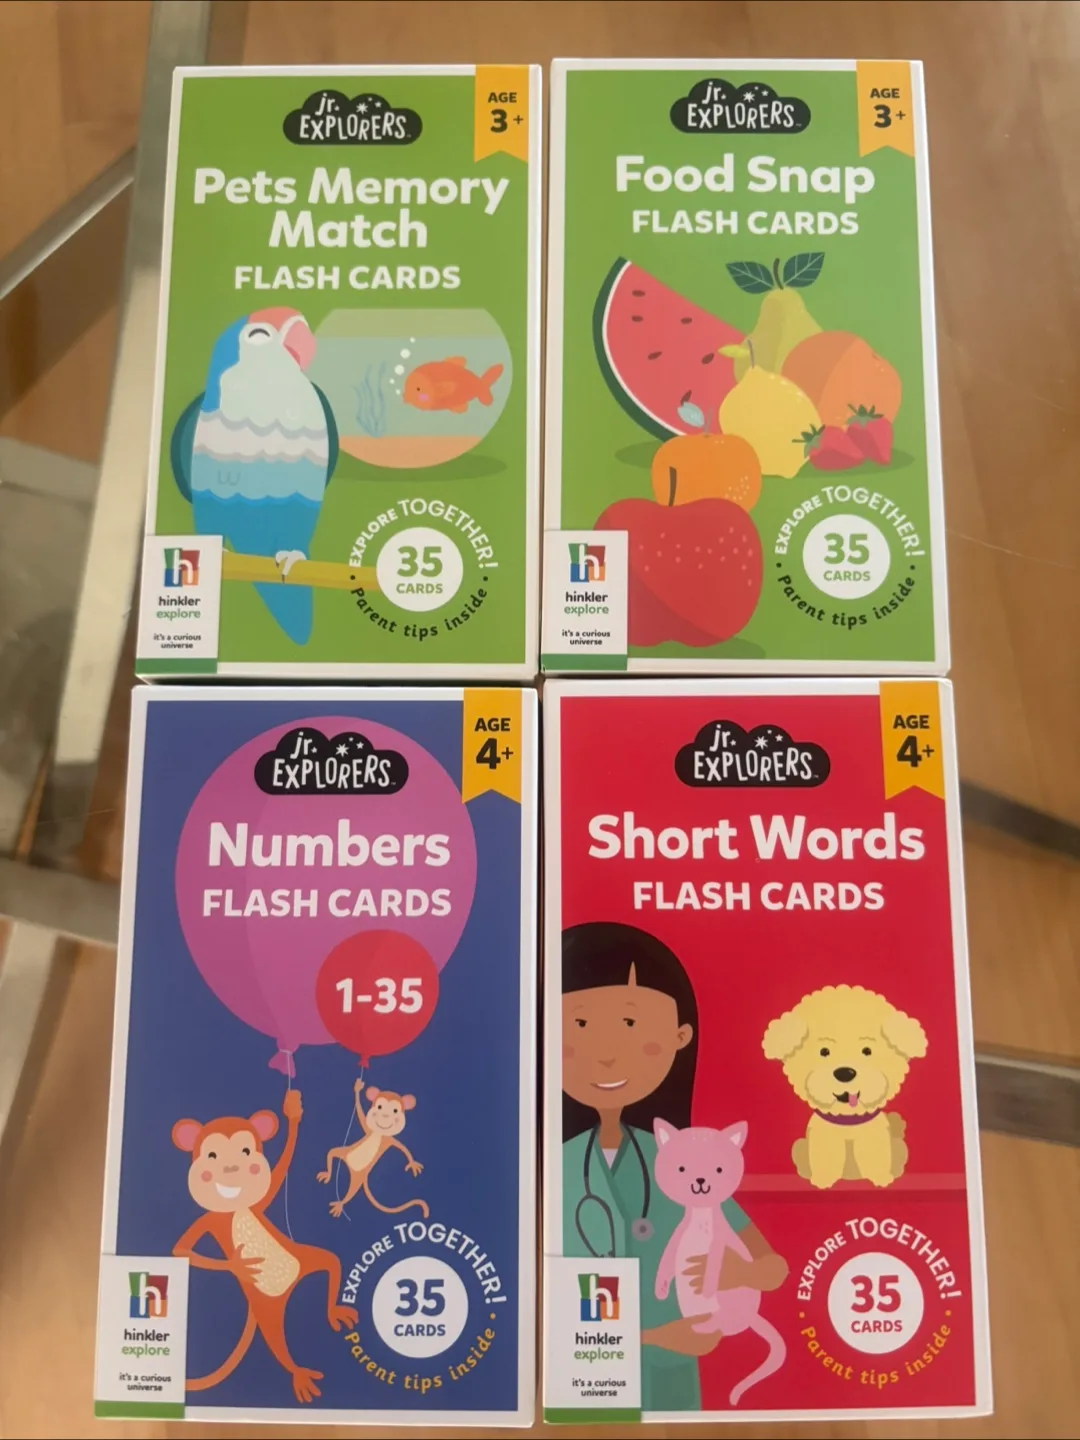 jr.
EXPLORERS™
AGE
3+
Pets Memory
Match
FLASH CARDS
EXPLORE TOGETHER!
35
CARDS
• Parent tips inside •
hinkler
explore
it's a curious
universe
jr.
EXPLORERS™
AGE
3+
Food Snap
FLASH CARDS
EXPLORE TOGETHER!
35
CARDS
• Parent tips inside •
hinkler
explore
it's a curious
universe
jr.
EXPLORERS™
AGE
4+
Numbers
FLASH CARDS
1-35
EXPLORE TOGETHER!
35
CARDS
• Parent tips inside •
hinkler
explore
it's a curious
universe
jr.
EXPLORERS™
AGE
4+
Short Words
FLASH CARDS
EXPLORE TOGETHER!
35
CARDS
• Parent tips inside •
hinkler
explore
it's a curious
universe